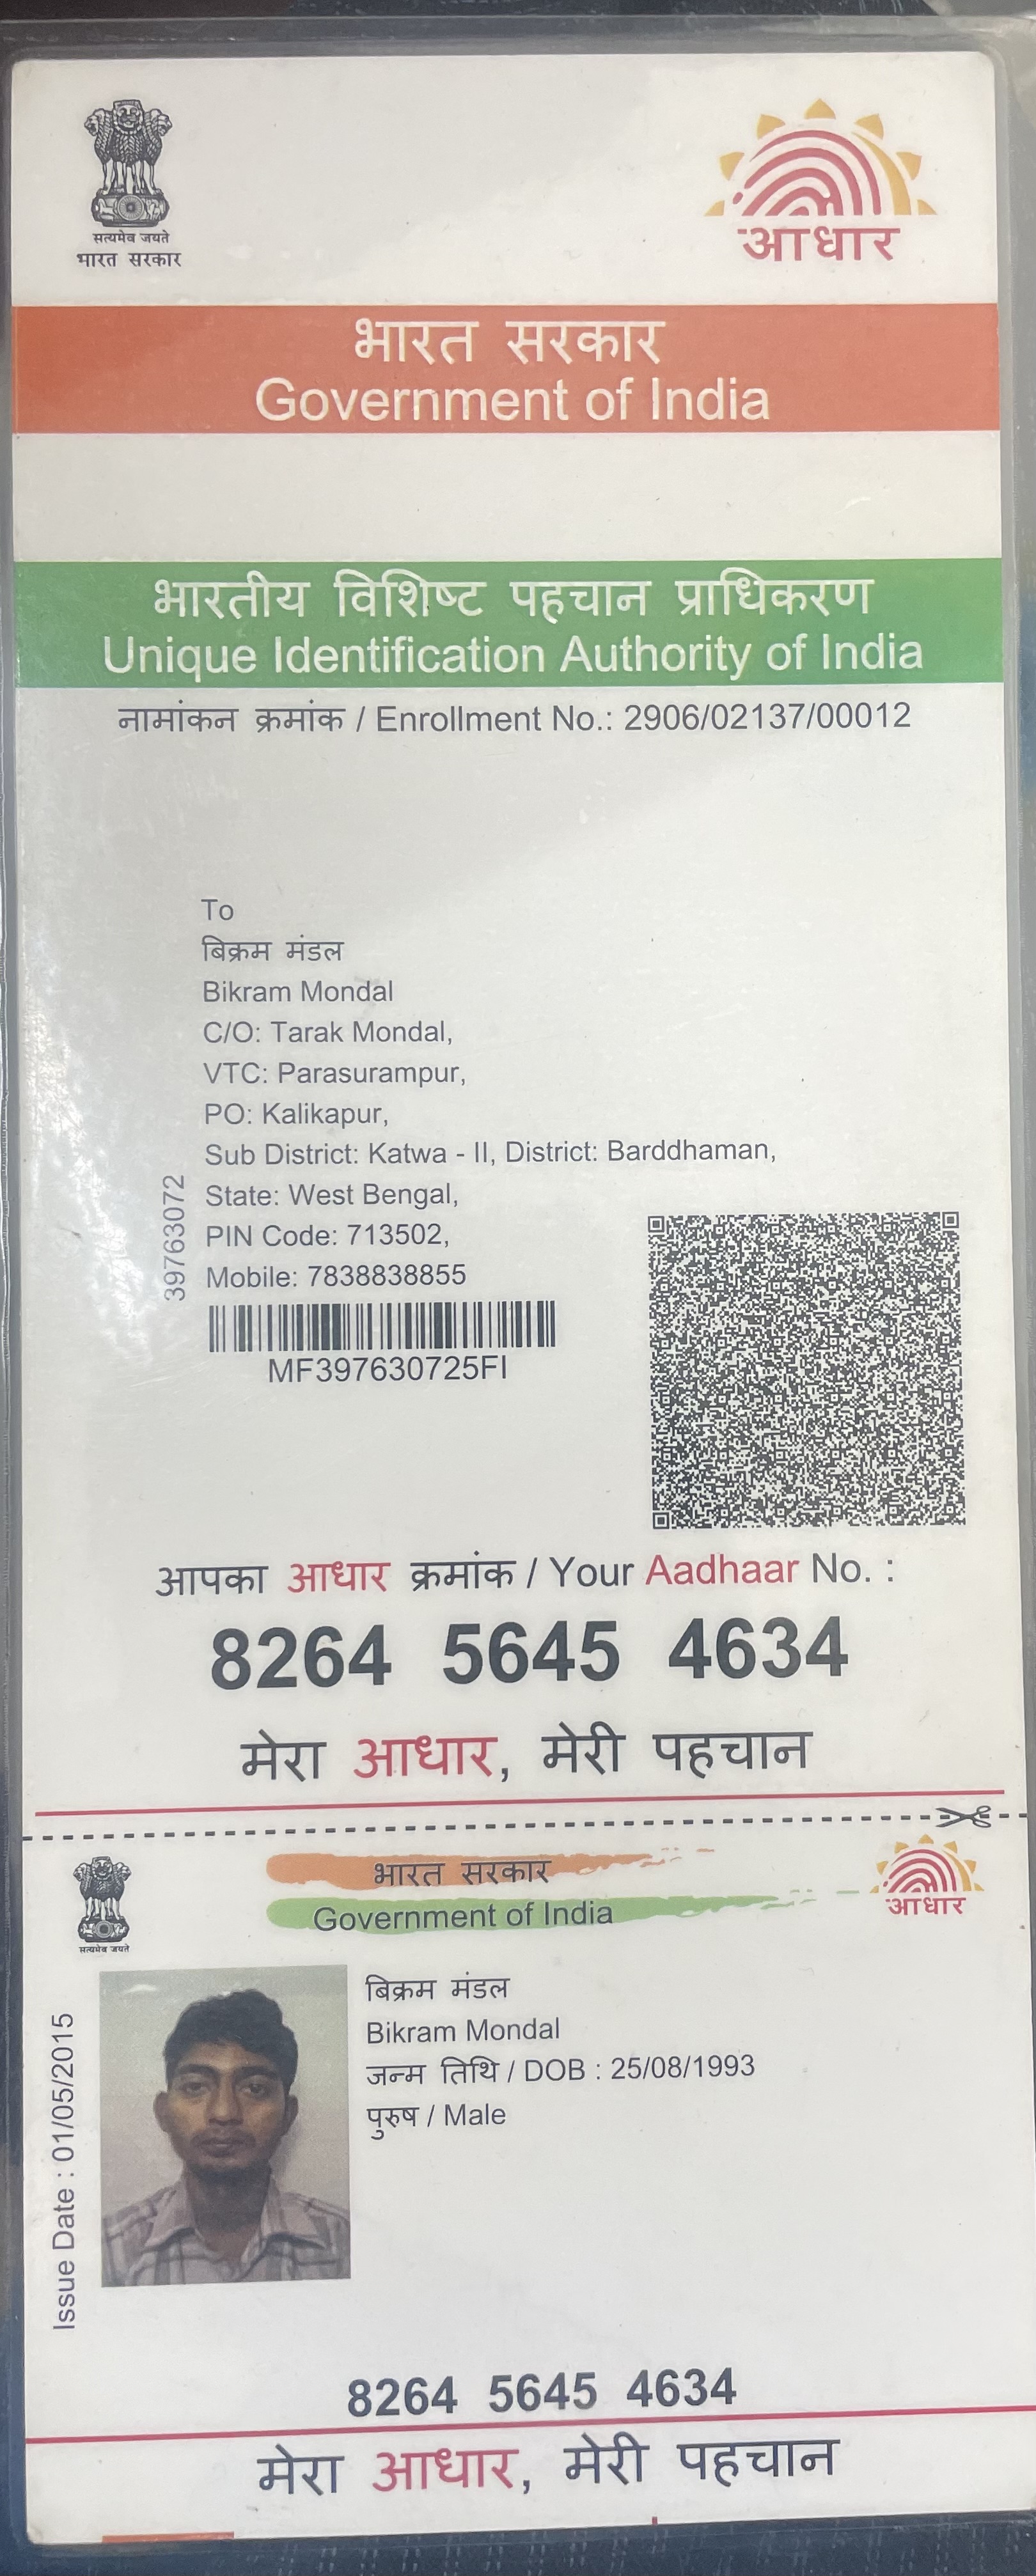 सत्यमेव जयते
भारत सरकार
आधार
भारत सरकार
Government of India
भारतीय विशिष्ट पहचान प्राधिकरण
Unique Identification Authority of India
नामांकन क्रमांक / Enrollment No.: 2906/02137/00012
To
बिक्रम मंडल
Bikram Mondal
C/O: Tarak Mondal,
VTC: Parasurampur,
PO: Kalikapur,
Sub District: Katwa - II, District: Barddhaman,
State: West Bengal,
PIN Code: 713502,
Mobile: 7838838855
39763072
MF397630725FI
आपका आधार क्रमांक / Your Aadhaar No. :
8264 5645 4634
मेरा आधार, मेरी पहचान
सत्यमेव जयते
भारत सरकार
Government of India
आधार
Issue Date : 01/05/2015
बिक्रम मंडल
Bikram Mondal
जन्म तिथि / DOB : 25/08/1993
पुरुष / Male
8264 5645 4634
मेरा आधार, मेरी पहचान